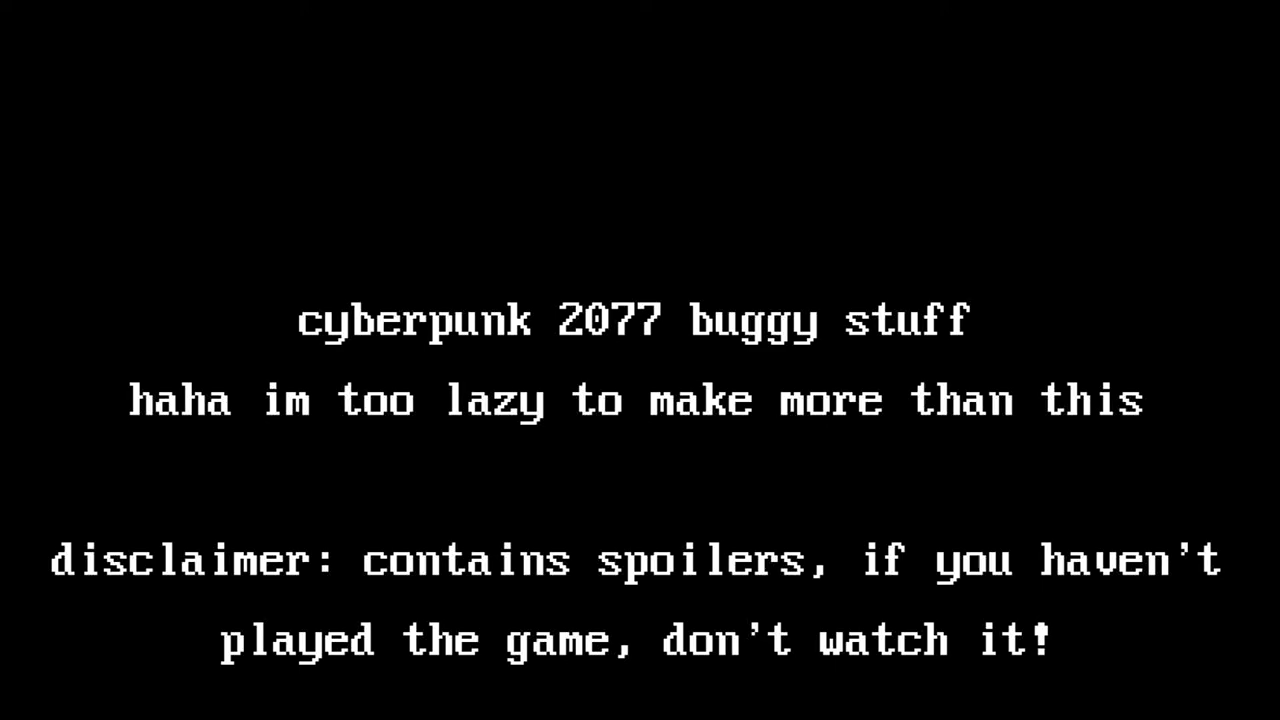 cyberpunk 2077 buggy stuff
haha im too lazy to make more than this
disclaimer: contains spoilers, if you haven't
played the game, don't watch it!